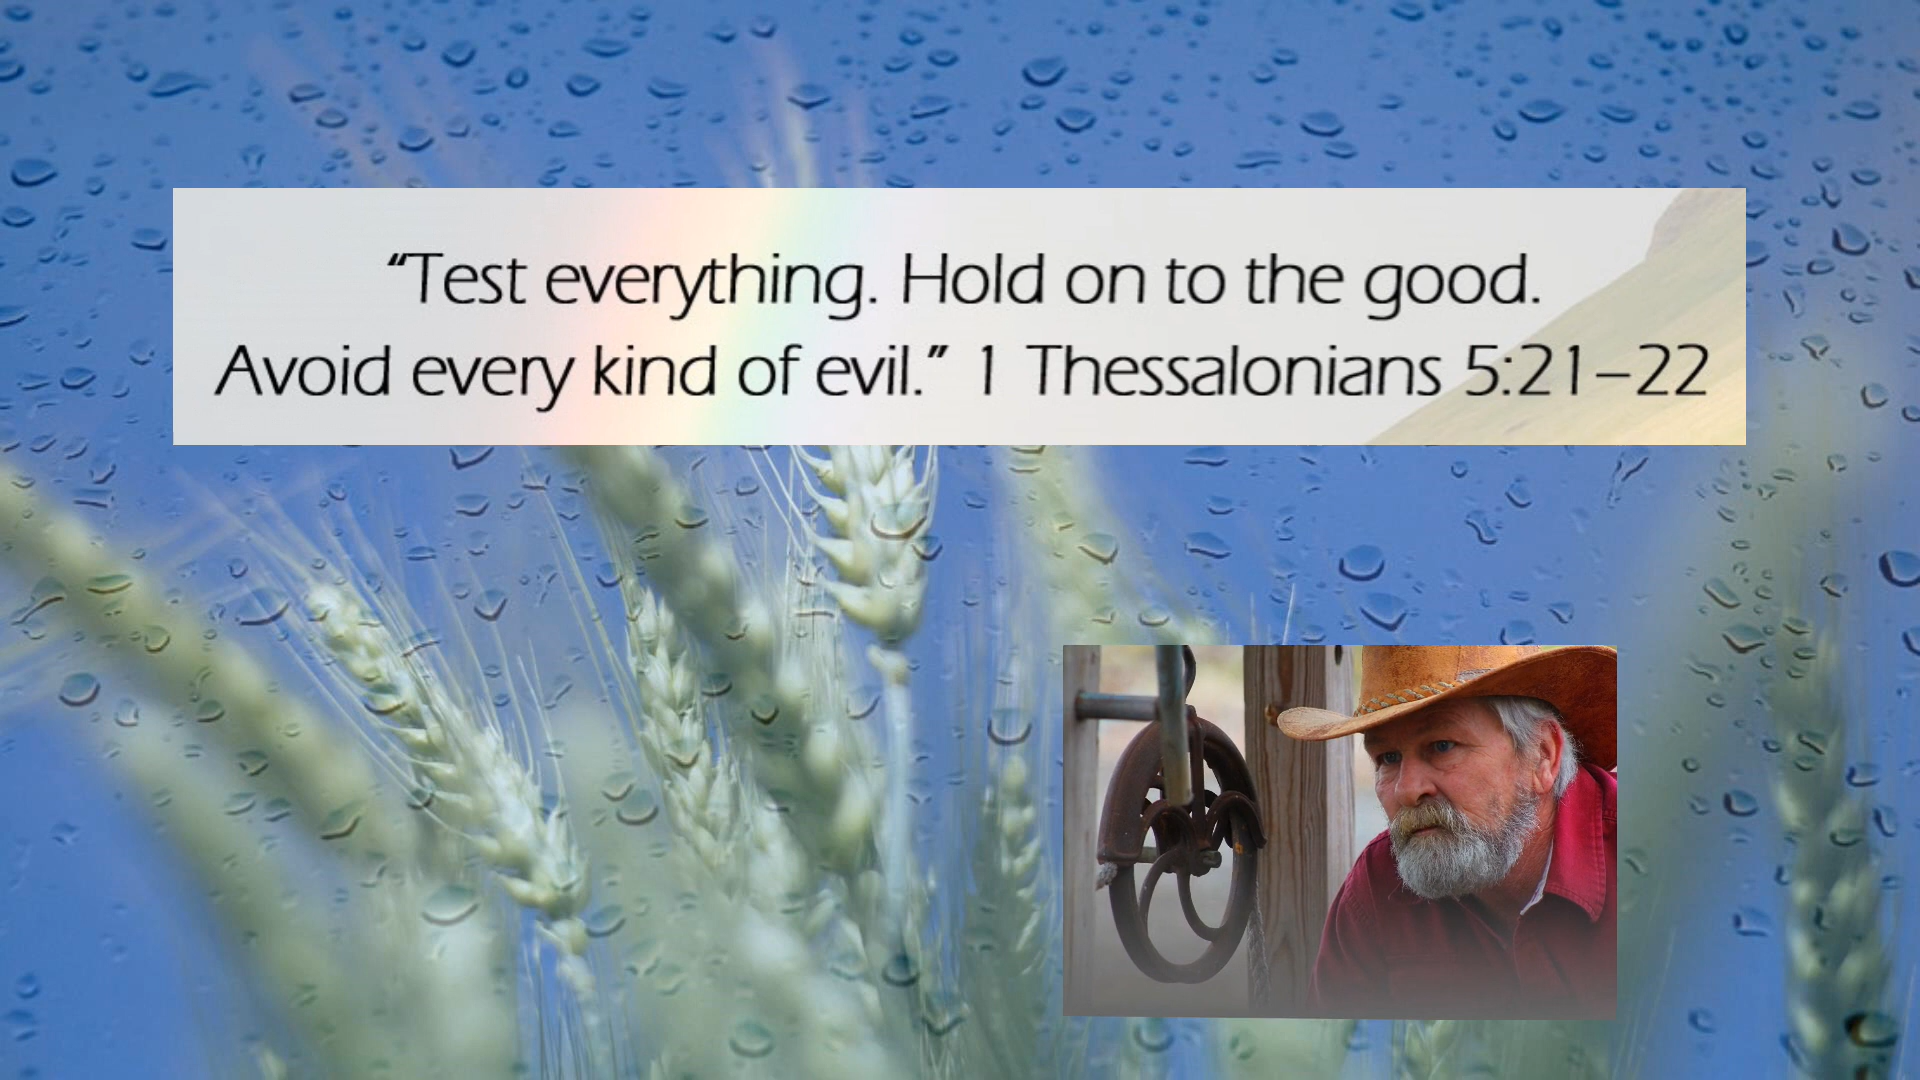 “Test everything. Hold on to the good.
Avoid every kind of evil.” 1 Thessalonians 5:21–22